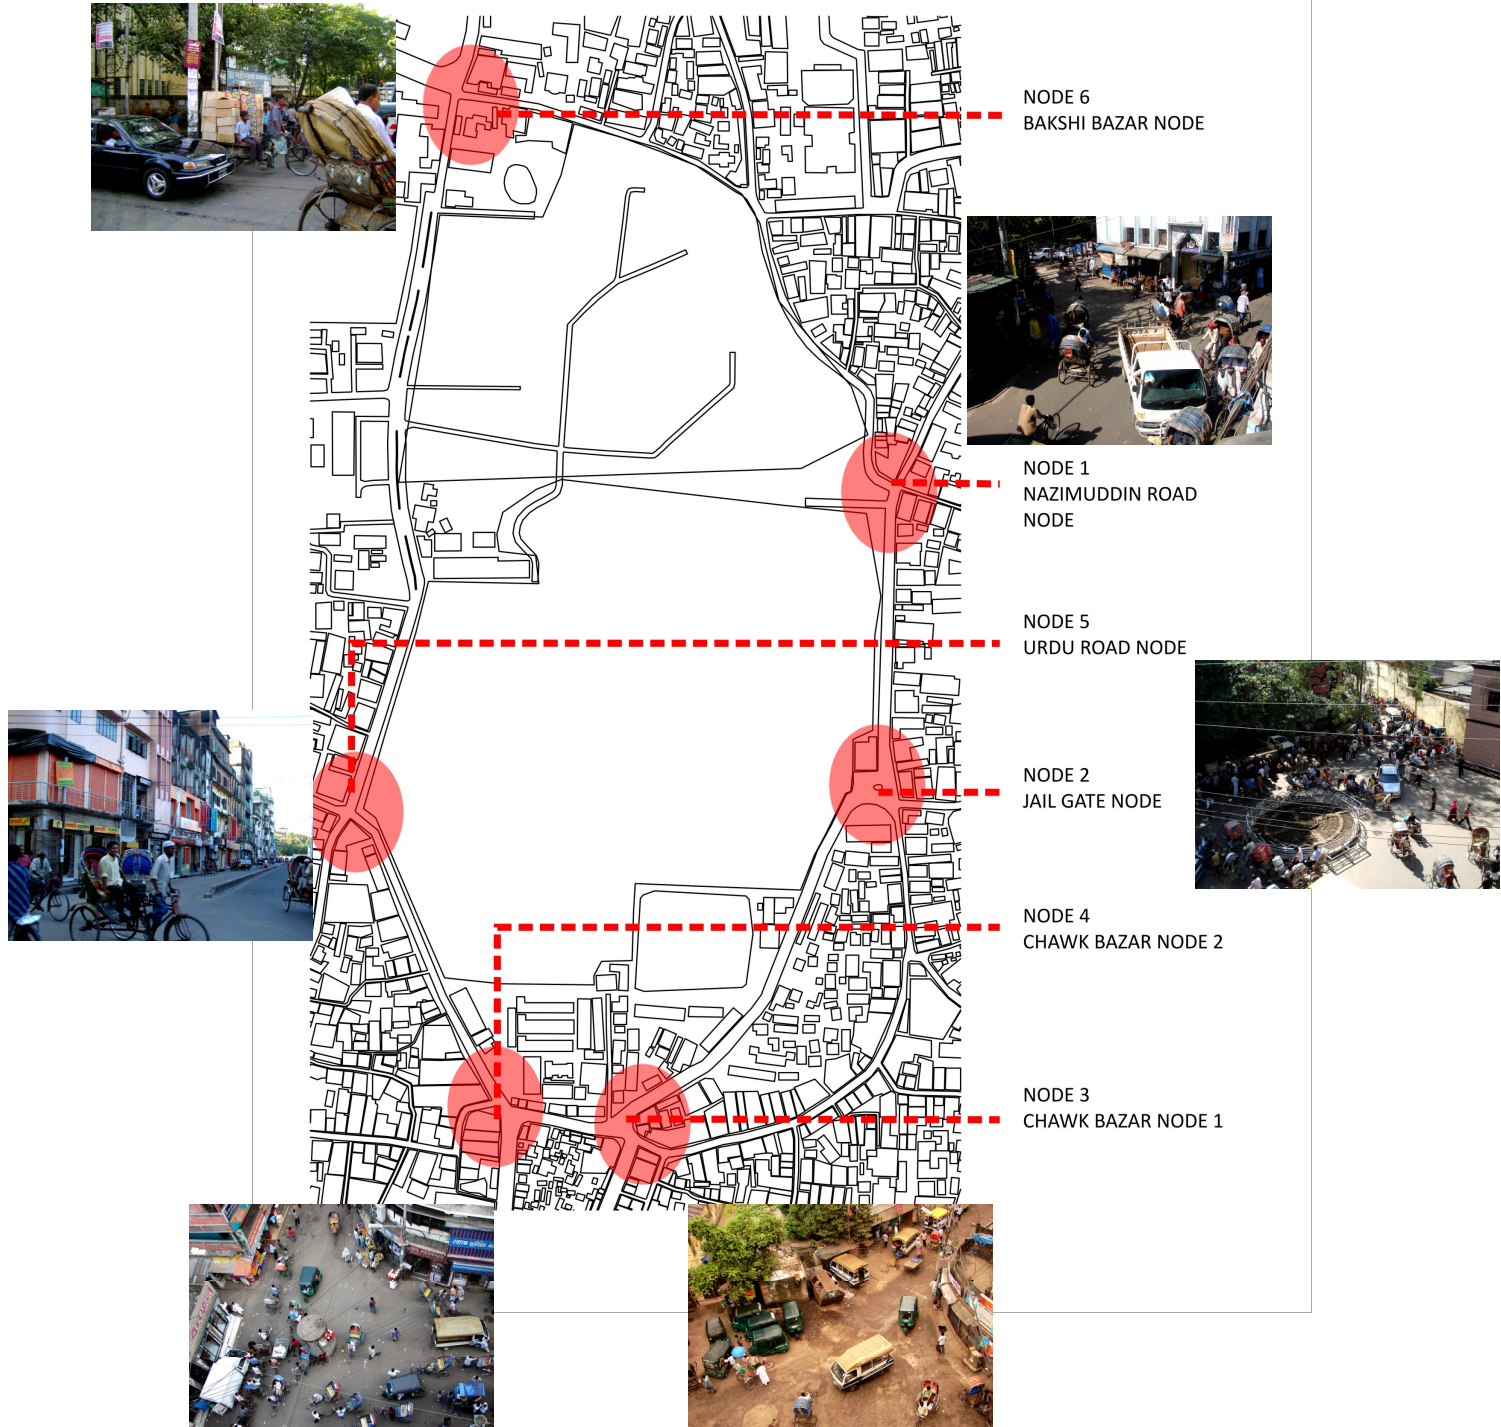 NODE 6
BAKSHI BAZAR NODE
NODE 1
NAZIMUDDIN ROAD
NODE
NODE 5
URDU ROAD NODE
NODE 2
JAIL GATE NODE
NODE 4
CHAWK BAZAR NODE 2
NODE 3
CHAWK BAZAR NODE 1